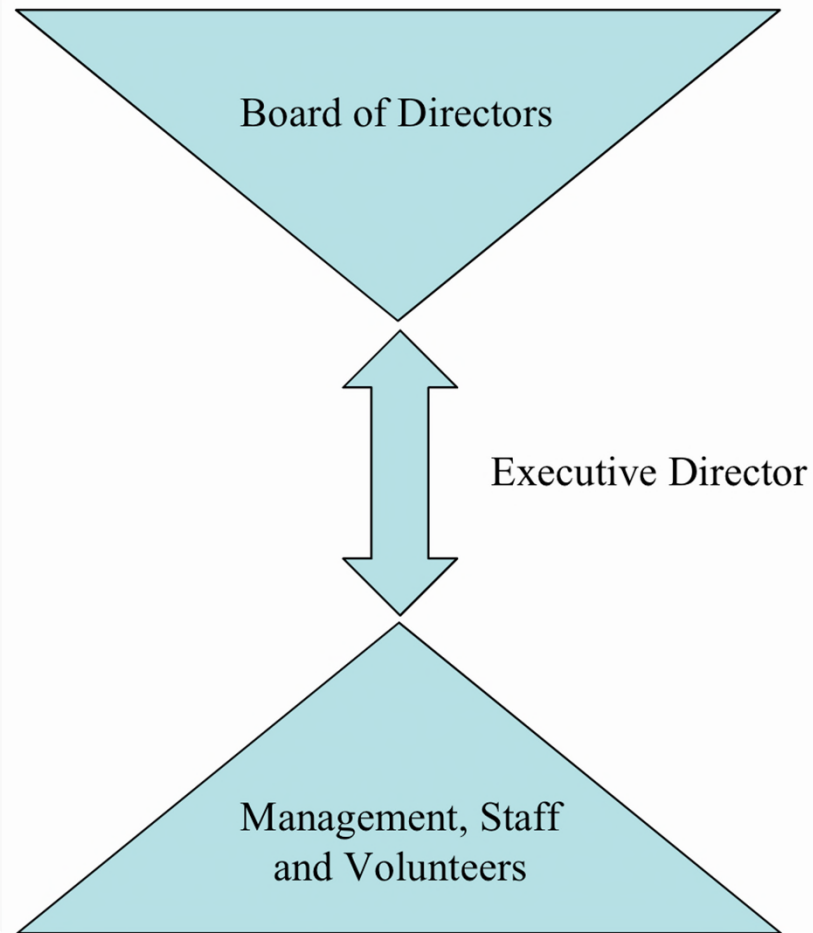 Board of Directors
Executive Director
Management, Staff
and Volunteers